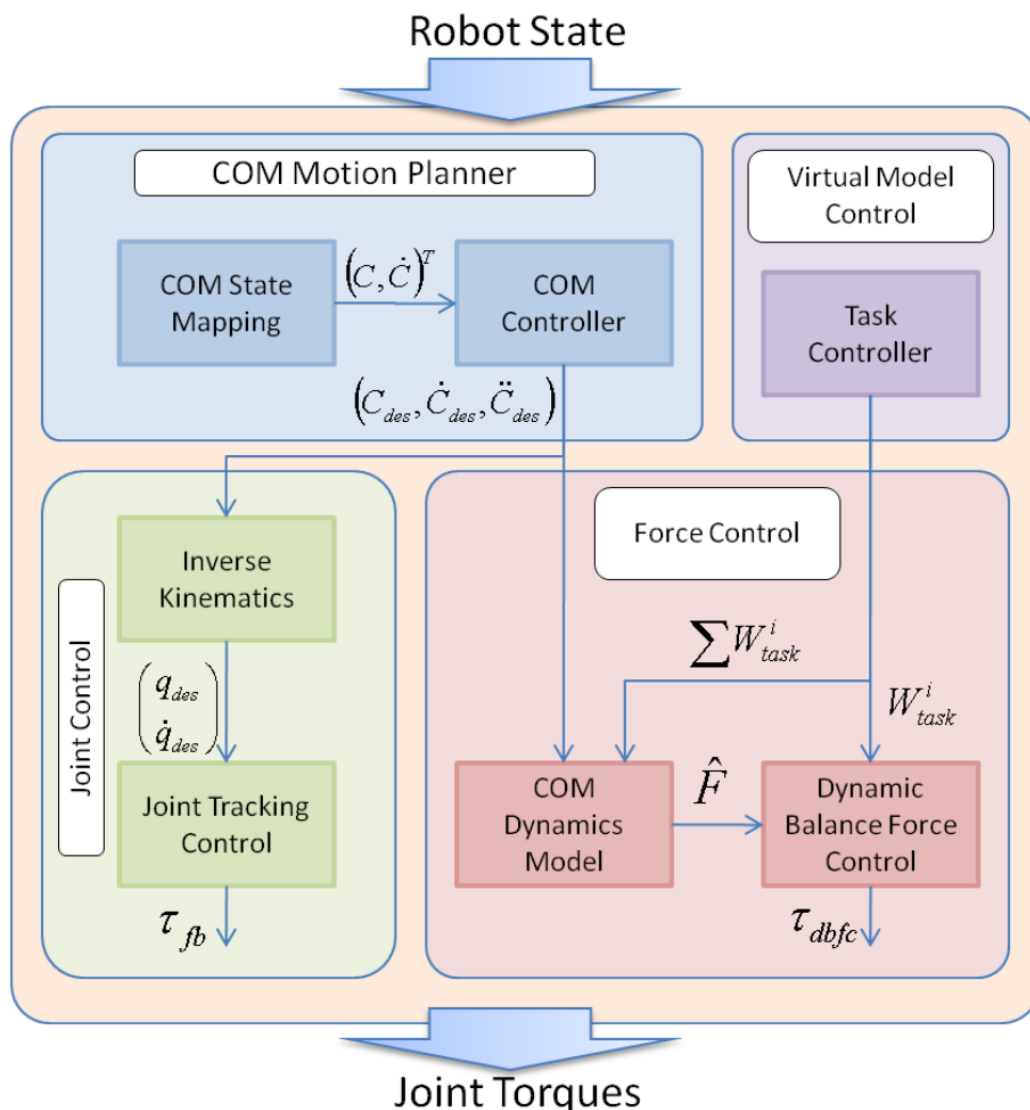 Robot State
COM Motion Planner
Virtual Model
Control
COM State
Mapping
(C, Ċ)^T
COM
Controller
Task
Controller
(C_des, Ċ_des, C̈_des)
Force Control
Joint Control
Inverse
Kinematics
∑ W^i_task
W^i_task
(q_des
q̇_des)
Joint Tracking
Control
COM
Dynamics
Model
F̂
Dynamic
Balance Force
Control
τ_fb
τ_dbfc
Joint Torques